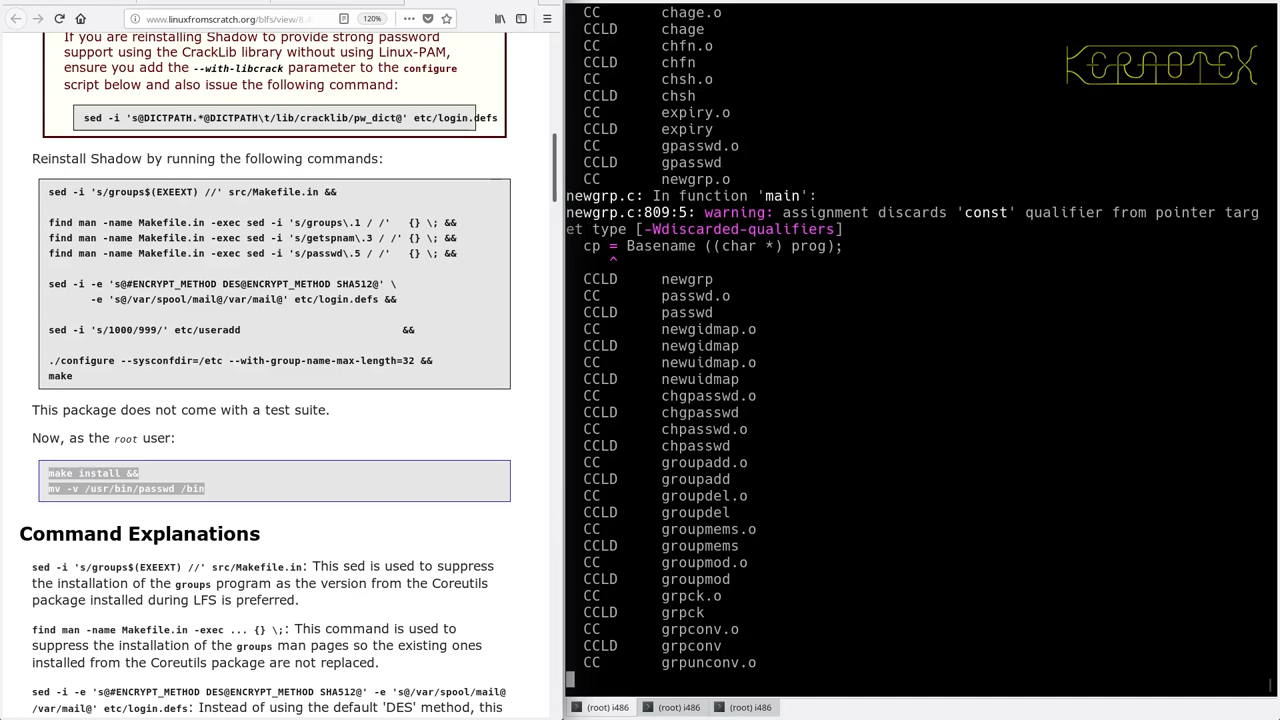 www.linuxfromscratch.org/blfs/view/8.4
120%
If you are reinstalling Shadow to provide strong password
support using the CrackLib library without using Linux-PAM,
ensure you add the --with-libcrack parameter to the configure
script below and also issue the following command:
sed -i 's@DICTPATH.*@DICTPATH\t/lib/cracklib/pw_dict@' etc/login.defs
Reinstall Shadow by running the following commands:
sed -i 's/groups$(EXEEXT) //' src/Makefile.in &&
find man -name Makefile.in -exec sed -i 's/groups\.1 / /'   {} \; &&
find man -name Makefile.in -exec sed -i 's/getspnam\.3 / /' {} \; &&
find man -name Makefile.in -exec sed -i 's/passwd\.5 / /'   {} \; &&
sed -i -e 's@#ENCRYPT_METHOD DES@ENCRYPT_METHOD SHA512@' \
-e 's@/var/spool/mail@/var/mail@' etc/login.defs &&
sed -i 's/1000/999/' etc/useradd                           &&
./configure --sysconfdir=/etc --with-group-name-max-length=32 &&
make
This package does not come with a test suite.
Now, as the root user:
make install &&
mv -v /usr/bin/passwd /bin
Command Explanations
sed -i 's/groups$(EXEEXT) //' src/Makefile.in: This sed is used to suppress
the installation of the groups program as the version from the Coreutils
package installed during LFS is preferred.
find man -name Makefile.in -exec ... {} \;: This command is used to
suppress the installation of the groups man pages so the existing ones
installed from the Coreutils package are not replaced.
sed -i -e 's@#ENCRYPT_METHOD DES@ENCRYPT_METHOD SHA512@' -e 's@/var/spool/mail@
/var/mail@' etc/login.defs: Instead of using the default 'DES' method, this
CC chage.o
CCLD chage
CC chfn.o
CCLD chfn
CC chsh.o
CCLD chsh
CC expiry.o
CCLD expiry
CC gpasswd.o
CCLD gpasswd
CC newgrp.o
newgrp.c: In function 'main':
newgrp.c:809:5: warning: assignment discards 'const' qualifier from pointer targ
et type [-Wdiscarded-qualifiers]
cp = Basename ((char *) prog);
^
CCLD newgrp
CC passwd.o
CCLD passwd
CC newgidmap.o
CCLD newgidmap
CC newuidmap.o
CCLD newuidmap
CC chgpasswd.o
CCLD chgpasswd
CC chpasswd.o
CCLD chpasswd
CC groupadd.o
CCLD groupadd
CC groupdel.o
CCLD groupdel
CC groupmems.o
CCLD groupmems
CC groupmod.o
CCLD groupmod
CC grpck.o
CCLD grpck
CC grpconv.o
CCLD grpconv
CC grpunconv.o
(root) i486
(root) i486
(root) i486